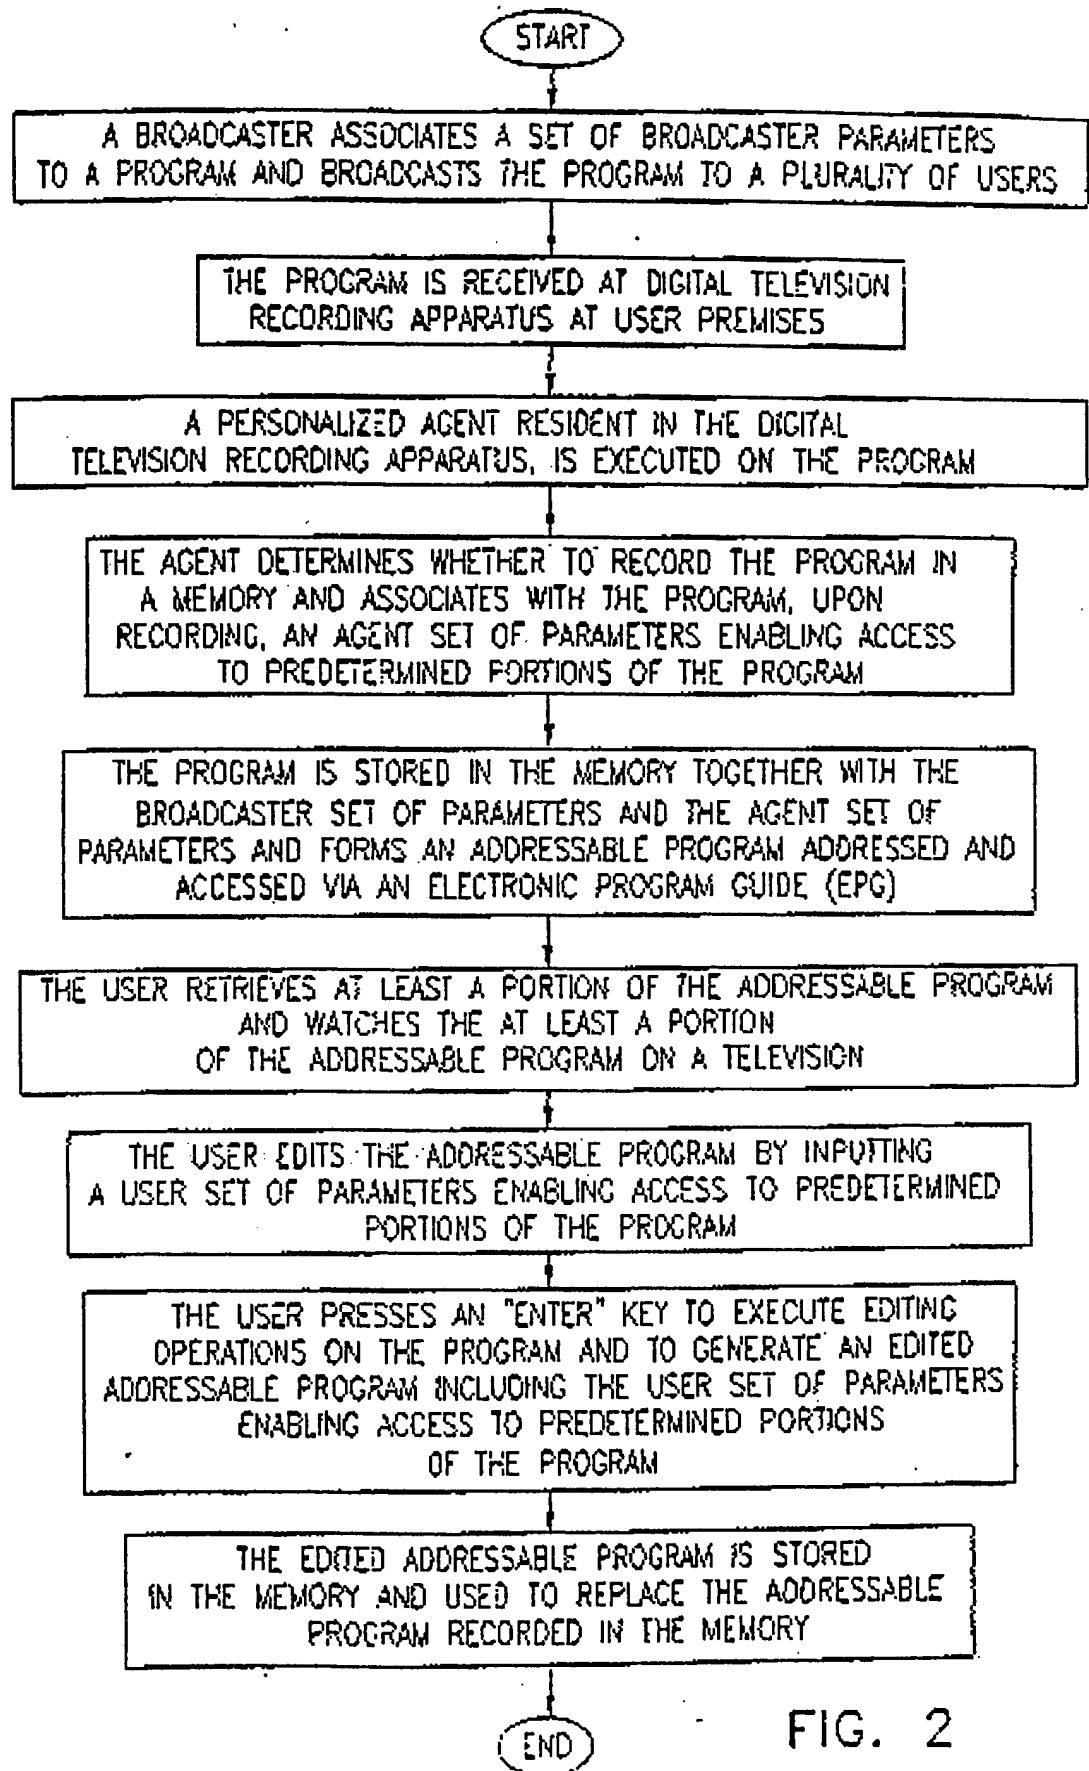 START
A BROADCASTER ASSOCIATES A SET OF BROADCASTER PARAMETERS
TO A PROGRAM AND BROADCASTS THE PROGRAM TO A PLURALITY OF USERS
THE PROGRAM IS RECEIVED AT DIGITAL TELEVISION
RECORDING APPARATUS AT USER PREMISES
A PERSONALIZED AGENT RESIDENT IN THE DIGITAL
TELEVISION RECORDING APPARATUS, IS EXECUTED ON THE PROGRAM
THE AGENT DETERMINES WHETHER TO RECORD THE PROGRAM IN
A MEMORY AND ASSOCIATES WITH THE PROGRAM, UPON
RECORDING, AN AGENT SET OF PARAMETERS ENABLING ACCESS
TO PREDETERMINED PORTIONS OF THE PROGRAM
THE PROGRAM IS STORED IN THE MEMORY TOGETHER WITH THE
BROADCASTER SET OF PARAMETERS AND THE AGENT SET OF
PARAMETERS AND FORMS AN ADDRESSABLE PROGRAM ADDRESSED AND
ACCESSED VIA AN ELECTRONIC PROGRAM GUIDE (EPG)
THE USER RETRIEVES AT LEAST A PORTION OF THE ADDRESSABLE PROGRAM
AND WATCHES THE AT LEAST A PORTION
OF THE ADDRESSABLE PROGRAM ON A TELEVISION
THE USER EDITS THE ADDRESSABLE PROGRAM BY INPUTTING
A USER SET OF PARAMETERS ENABLING ACCESS TO PREDETERMINED
PORTIONS OF THE PROGRAM
THE USER PRESSES AN "ENTER" KEY TO EXECUTE EDITING
OPERATIONS ON THE PROGRAM AND TO GENERATE AN EDITED
ADDRESSABLE PROGRAM INCLUDING THE USER SET OF PARAMETERS
ENABLING ACCESS TO PREDETERMINED PORTIONS
OF THE PROGRAM
THE EDITED ADDRESSABLE PROGRAM IS STORED
IN THE MEMORY AND USED TO REPLACE THE ADDRESSABLE
PROGRAM RECORDED IN THE MEMORY
END
FIG. 2